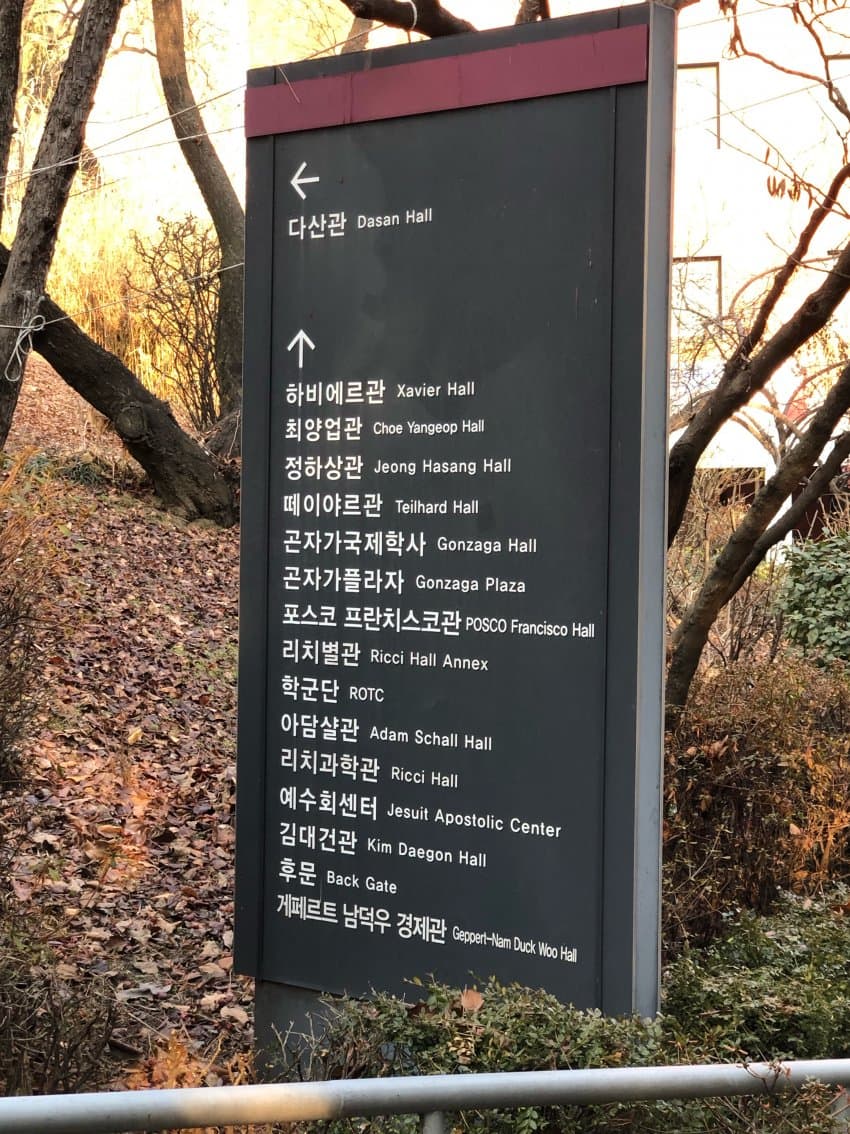 ←
다산관 Dasan Hall
↑
하비에르관 Xavier Hall
최양업관 Choe Yangeop Hall
정하상관 Jeong Hasang Hall
떼이야르관 Teilhard Hall
곤자가국제학사 Gonzaga Hall
곤자가플라자 Gonzaga Plaza
포스코 프란치스코관 POSCO Francisco Hall
리치별관 Ricci Hall Annex
학군단 ROTC
아담샬관 Adam Schall Hall
리치과학관 Ricci Hall
예수회센터 Jesuit Apostolic Center
김대건관 Kim Daegon Hall
후문 Back Gate
게페르트 남덕우 경제관 Geppert-Nam Duck Woo Hall